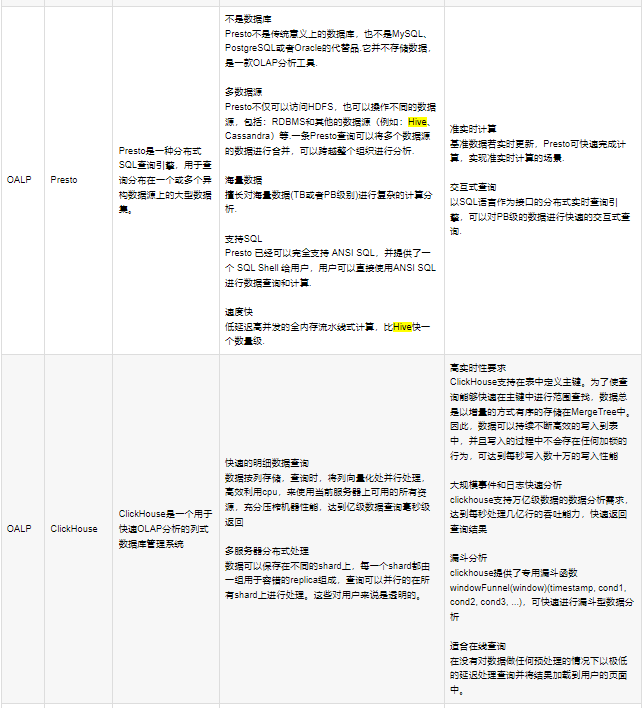 OALP
Presto
Presto是一种分布式
SQL查询引擎，用于查
询分布在一个或多个异
构数据源上的大型数据
集。
不是数据库
Presto不是传统意义上的数据库，也不是MySQL、
PostgreSQL或者Oracle的代替品.它并不存储数据，
是一款OLAP分析工具.
多数据源
Presto不仅可以访问HDFS，也可以操作不同的数据
源，包括：RDBMS和其他的数据源（例如：Hive、
Cassandra）等.一条Presto查询可以将多个数据源
的数据进行合并，可以跨越整个组织进行分析.
海量数据
擅长对海量数据(TB或者PB级别)进行复杂的计算分
析.
支持SQL
Presto 已经可以完全支持 ANSI SQL，并提供了一
个 SQL Shell 给用户，用户可以直接使用ANSI SQL
进行数据查询和计算.
速度快
低延迟高并发的全内存流水线式计算，比Hive快一
个数量级.
准实时计算
基础数据若实时更新，Presto可快速完成计
算，实现准实时计算的场景.
交互式查询
以SQL语言作为接口的分布式实时查询引
擎，可以对PB级的数据进行快速的交互式查
询.
OALP
ClickHouse
ClickHouse是一个用于
快速OLAP分析的列式
数据库管理系统
快速的明细数据查询
数据按列存储，查询时，将列向量化处并行处理，
高效利用cpu，来使用当前服务器上可用的所有资
源，充分压榨机器性能，达到亿级数据查询毫秒级
返回
多服务器分布式处理
数据可以保存在不同的shard上，每一个shard都由
一组用于容错的replica组成，查询可以并行的在所
有shard上进行处理。这些对用户来说是透明的。
高实时性要求
ClickHouse支持在表中定义主键。为了使查
询能够快速在主键中进行范围查找，数据总
是以增量的方式有序的存储在MergeTree中。
因此，数据可以持续不断高效的写入到表
中，并且写入的过程中不会存在任何加锁的
行为，可达到每秒写入数十万的写入性能
大规模事件和日志快速分析
clickhouse支持万亿级数据的数据分析需求，
达到每秒处理几亿行的吞吐能力，快速返回
查询结果
漏斗分析
clickhouse提供了专用漏斗函数
windowFunnel(window)(timestamp, cond1,
cond2, cond3, ...)，可快速进行漏斗型数据分
析
适合在线查询
在没有对数据做任何预处理的情况下以极低
的延迟处理查询并将结果加载到用户的页面
中。